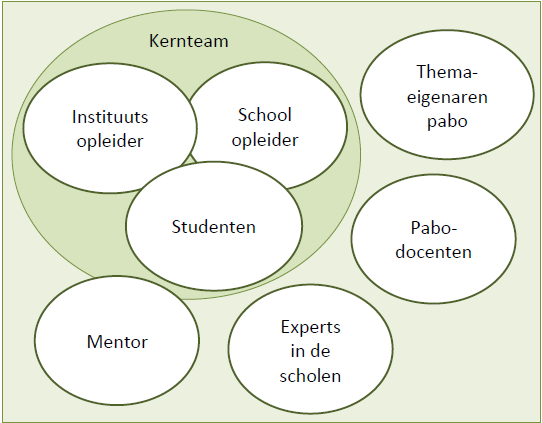 Kernteam
Instituuts
opleider
School
opleider
Studenten
Thema-
eigenaren
pabo
Pabo-
docenten
Mentor
Experts
in de
scholen